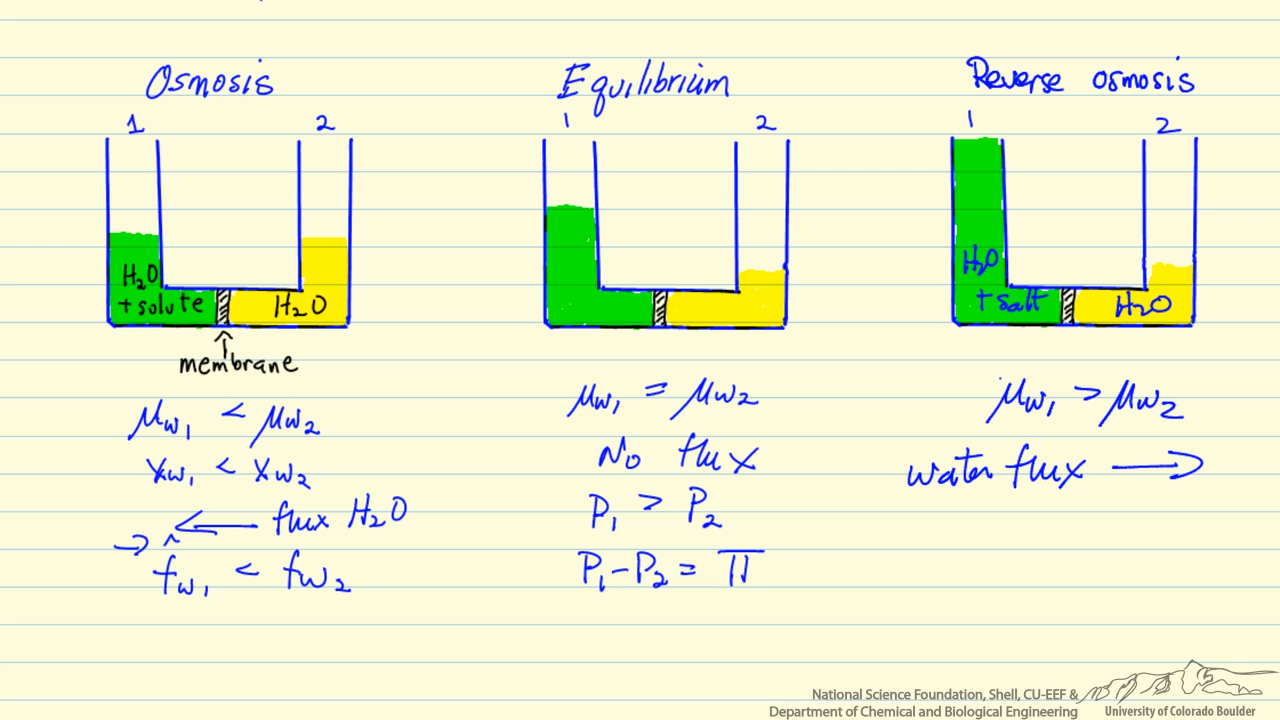 Osmosis
1 2
H₂O
+ solute H₂O
membrane
μw₁ < μw₂
xw₁ < xw₂
← flux H₂O
→ f̂w₁ < fw₂
Equilibrium
1 2
μw₁ = μw₂
No flux
P₁ > P₂
P₁-P₂ = Π
Reverse osmosis
1 2
H₂O
+ salt H₂O
μw₁ > μw₂
water flux →
National Science Foundation, Shell, CU-EEF &
Department of Chemical and Biological Engineering
University of Colorado Boulder